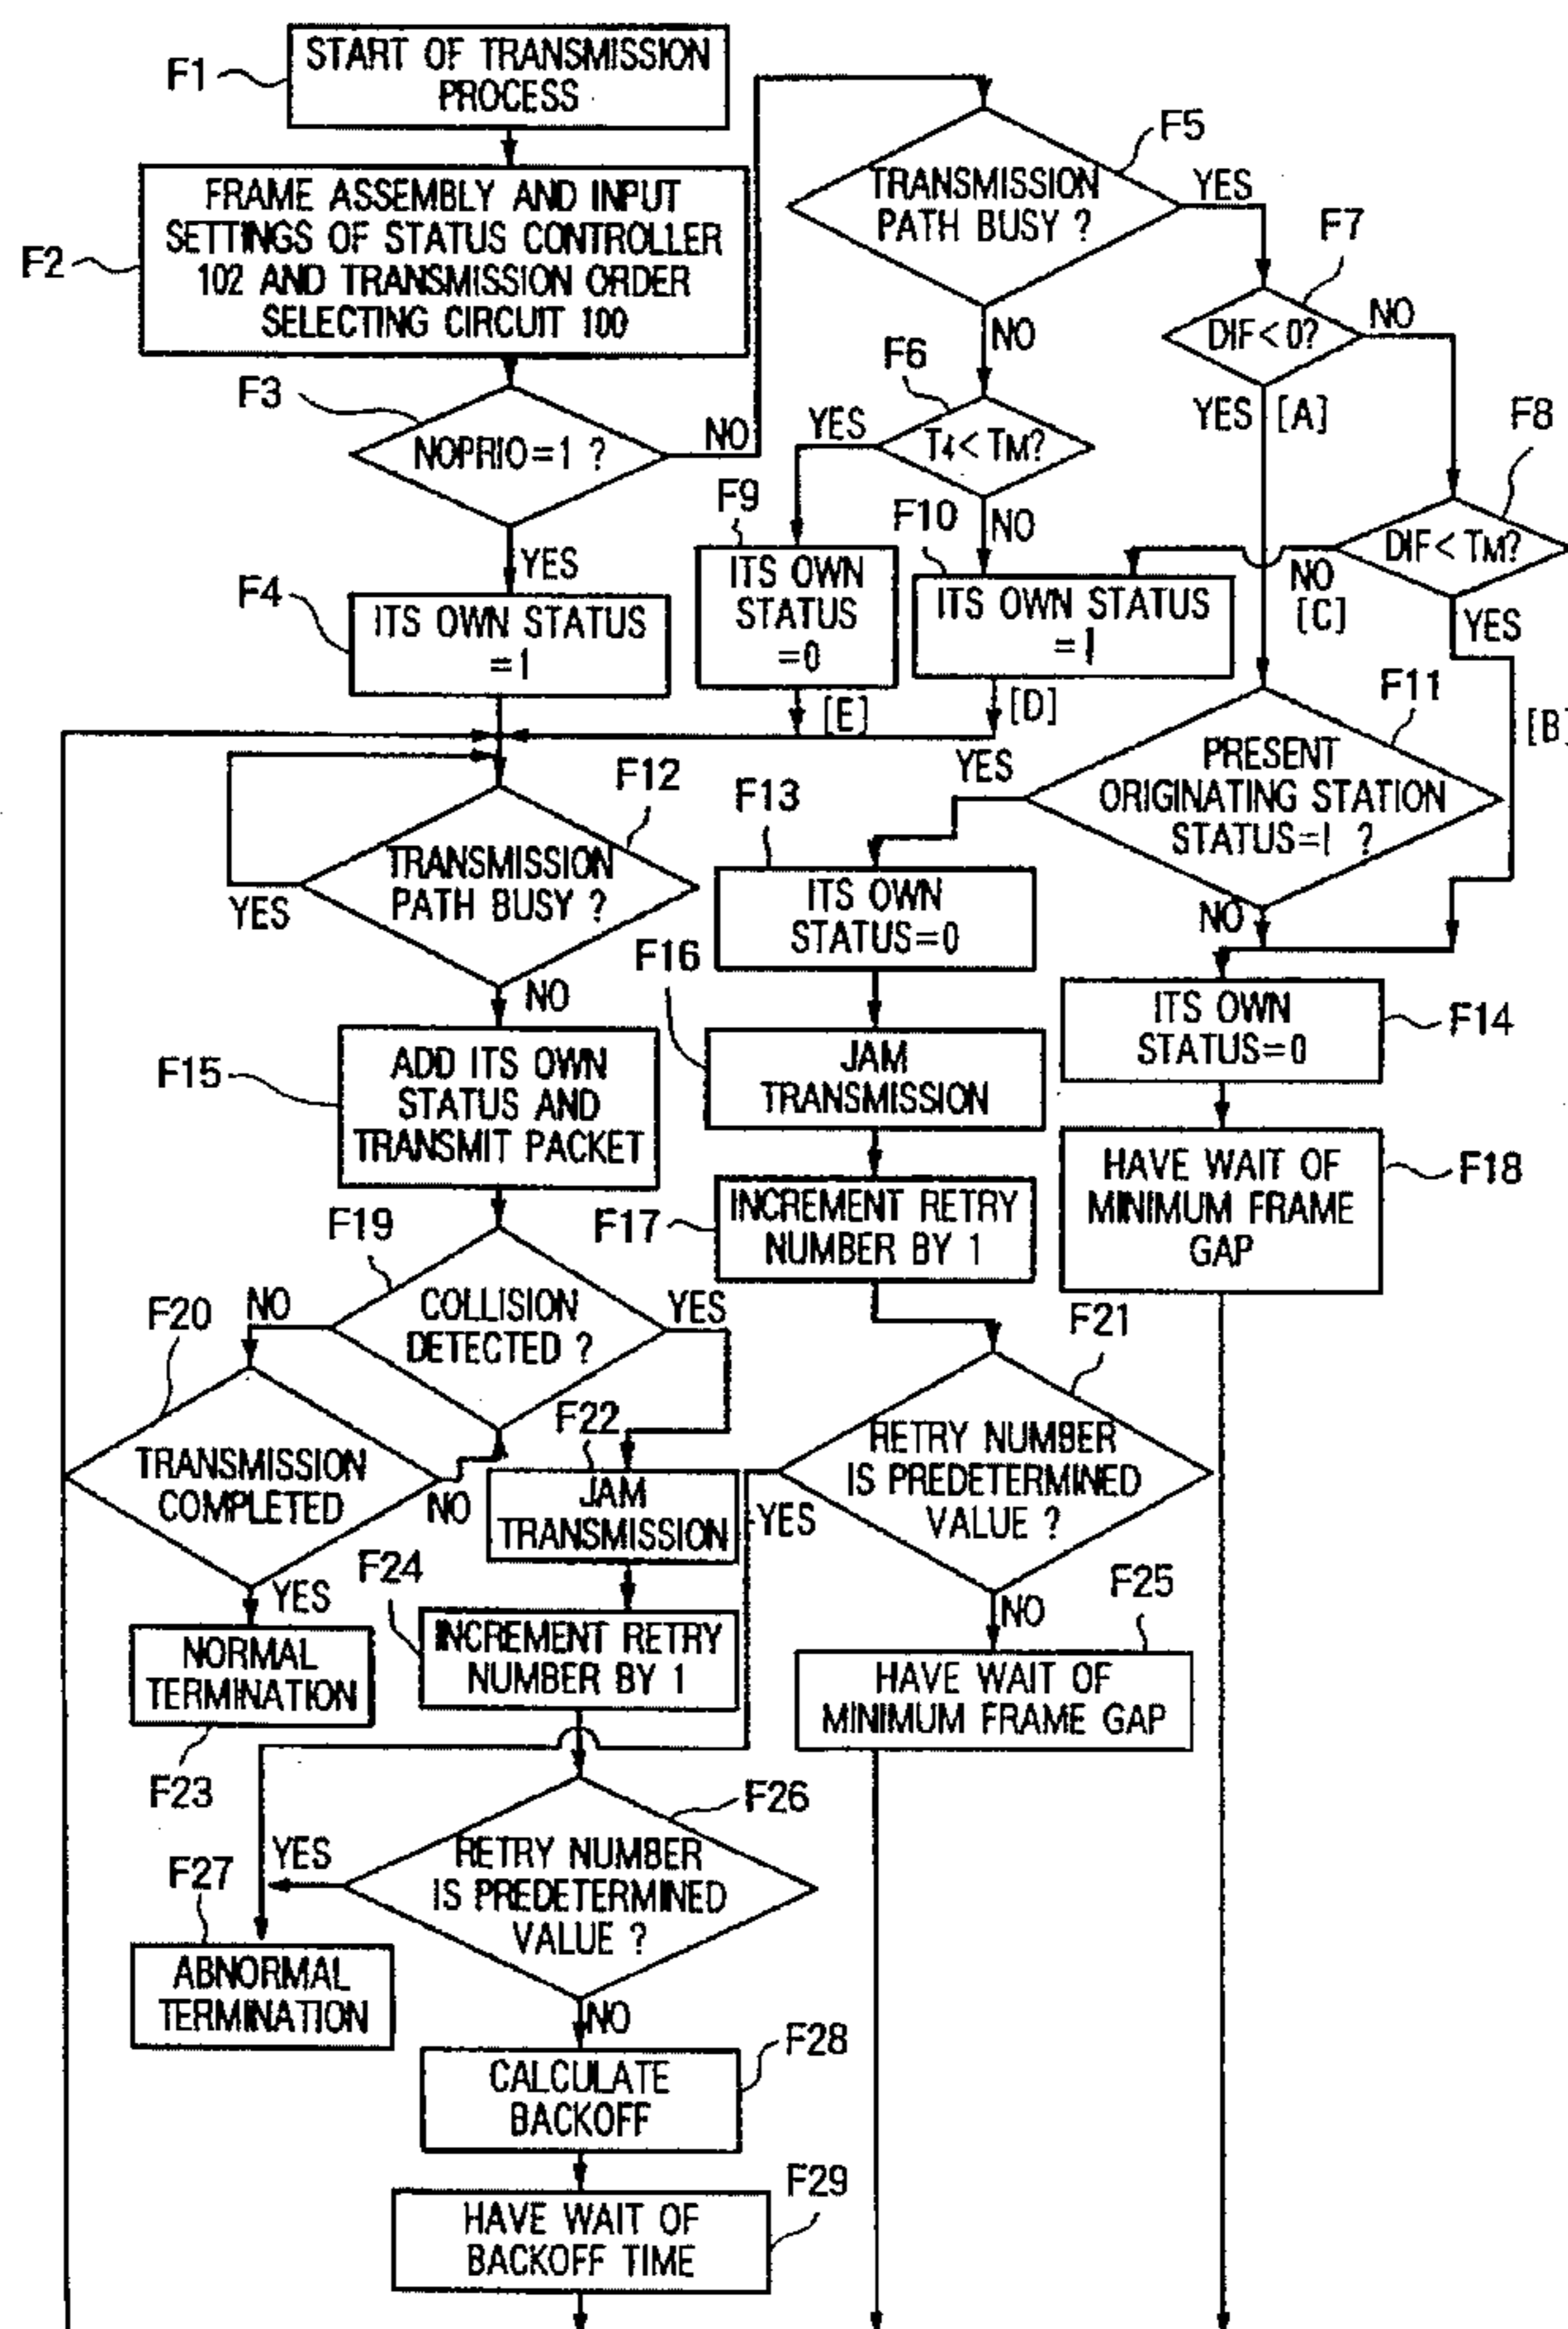 F1
START OF TRANSMISSION
PROCESS
F2
FRAME ASSEMBLY AND INPUT
SETTINGS OF STATUS CONTROLLER
102 AND TRANSMISSION ORDER
SELECTING CIRCUIT 100
F3
NOPRIO=1 ?
NO
YES
F4
ITS OWN STATUS
=1
F5
TRANSMISSION
PATH BUSY ?
YES
NO
F6
T4<TM?
YES
NO
F7
DIF<0?
NO
YES [A]
F8
DIF<TM?
NO
[C]
YES
[B]
F9
ITS OWN
STATUS
=0
[E]
F10
ITS OWN STATUS
=1
[D]
F11
PRESENT
ORIGINATING STATION
STATUS=1 ?
YES
NO
F12
TRANSMISSION
PATH BUSY ?
YES
NO
F13
ITS OWN
STATUS=0
F14
ITS OWN
STATUS=0
F15
ADD ITS OWN
STATUS AND
TRANSMIT PACKET
F16
JAM
TRANSMISSION
F17
INCREMENT RETRY
NUMBER BY 1
F18
HAVE WAIT OF
MINIMUM FRAME
GAP
F19
COLLISION
DETECTED ?
NO
YES
F20
TRANSMISSION
COMPLETED
NO
YES
F21
RETRY NUMBER
IS PREDETERMINED
VALUE ?
YES
NO
F22
JAM
TRANSMISSION
F23
NORMAL
TERMINATION
F24
INCREMENT RETRY
NUMBER BY 1
F25
HAVE WAIT OF
MINIMUM FRAME GAP
F26
RETRY NUMBER
IS PREDETERMINED
VALUE ?
YES
NO
F27
ABNORMAL
TERMINATION
F28
CALCULATE
BACKOFF
F29
HAVE WAIT OF
BACKOFF TIME